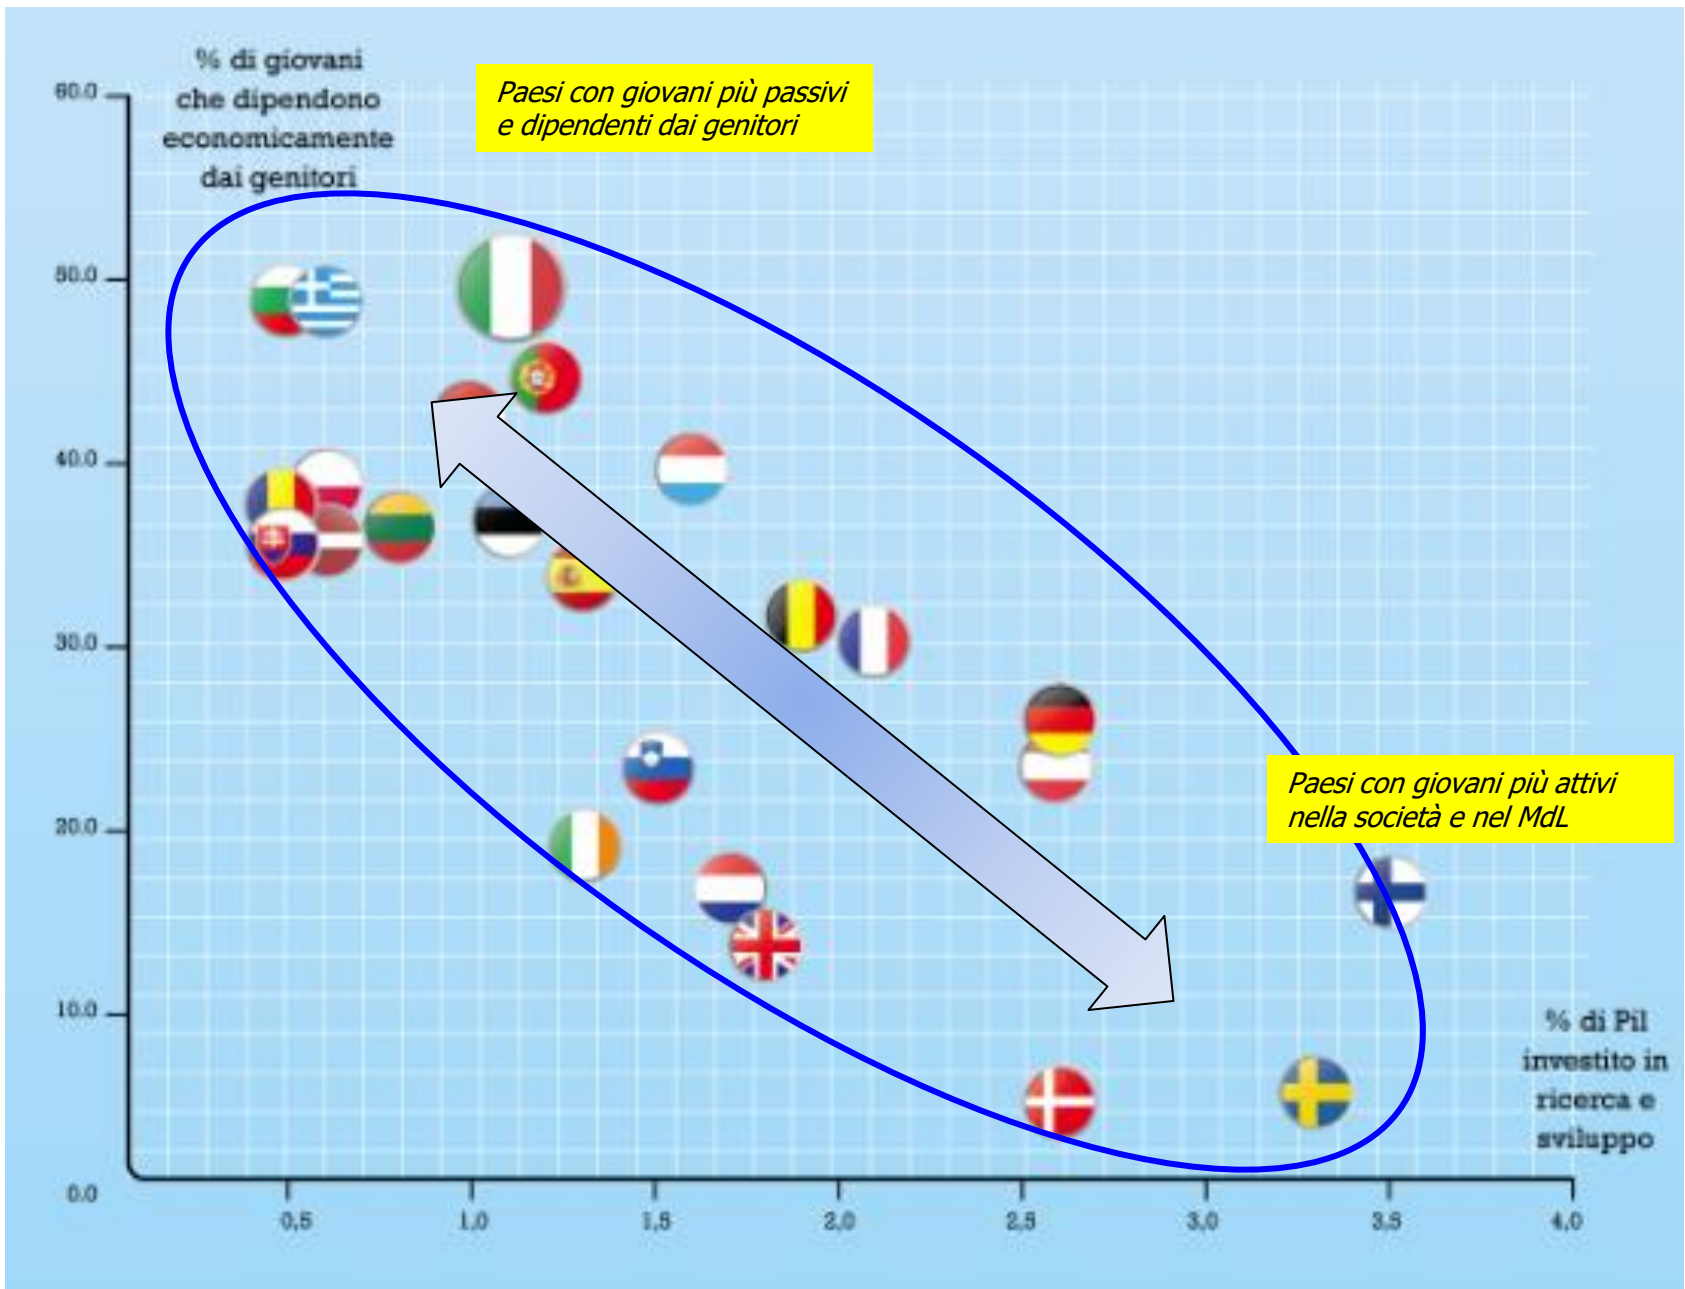 % di giovani
che dipendono
economicamente
dai genitori
Paesi con giovani più passivi
e dipendenti dai genitori
60.0
50.0
40.0
30.0
20.0
10.0
0.0
Paesi con giovani più attivi
nella società e nel MdL
% di Pil
investito in
ricerca e
sviluppo
0,5
1,0
1,5
2,0
2,5
3,0
3,5
4,0